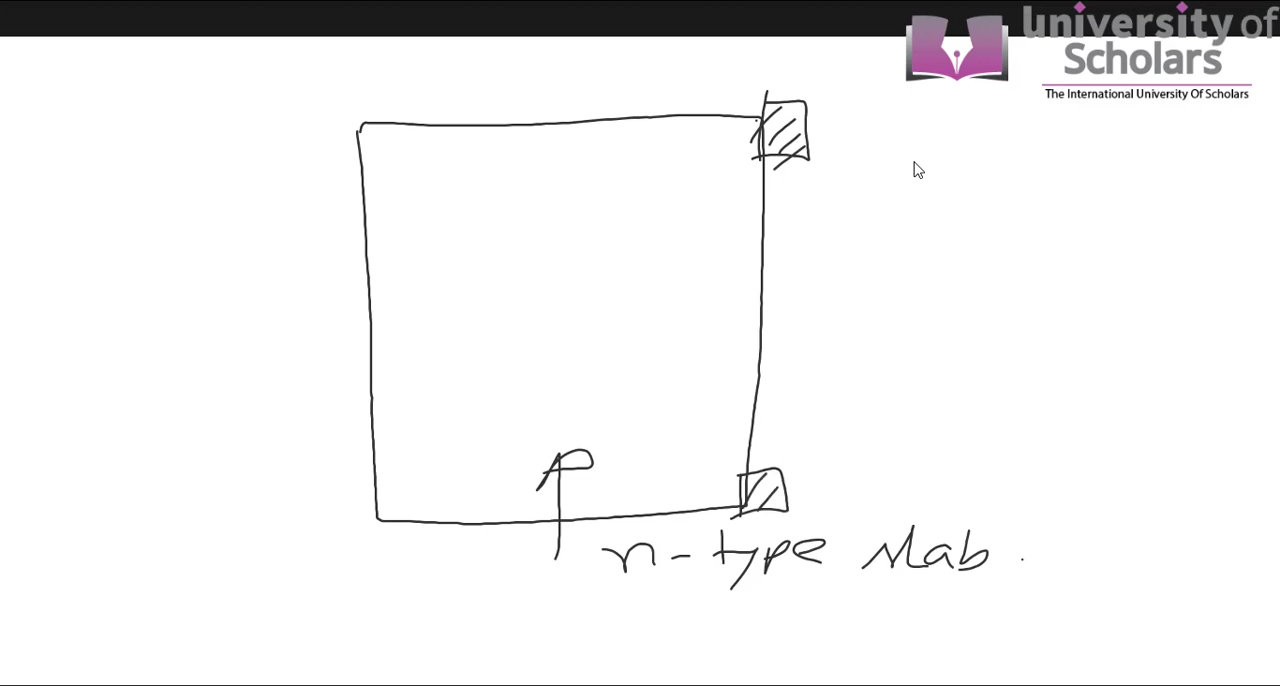 university of
Scholars
The International University Of Scholars
n-type slab